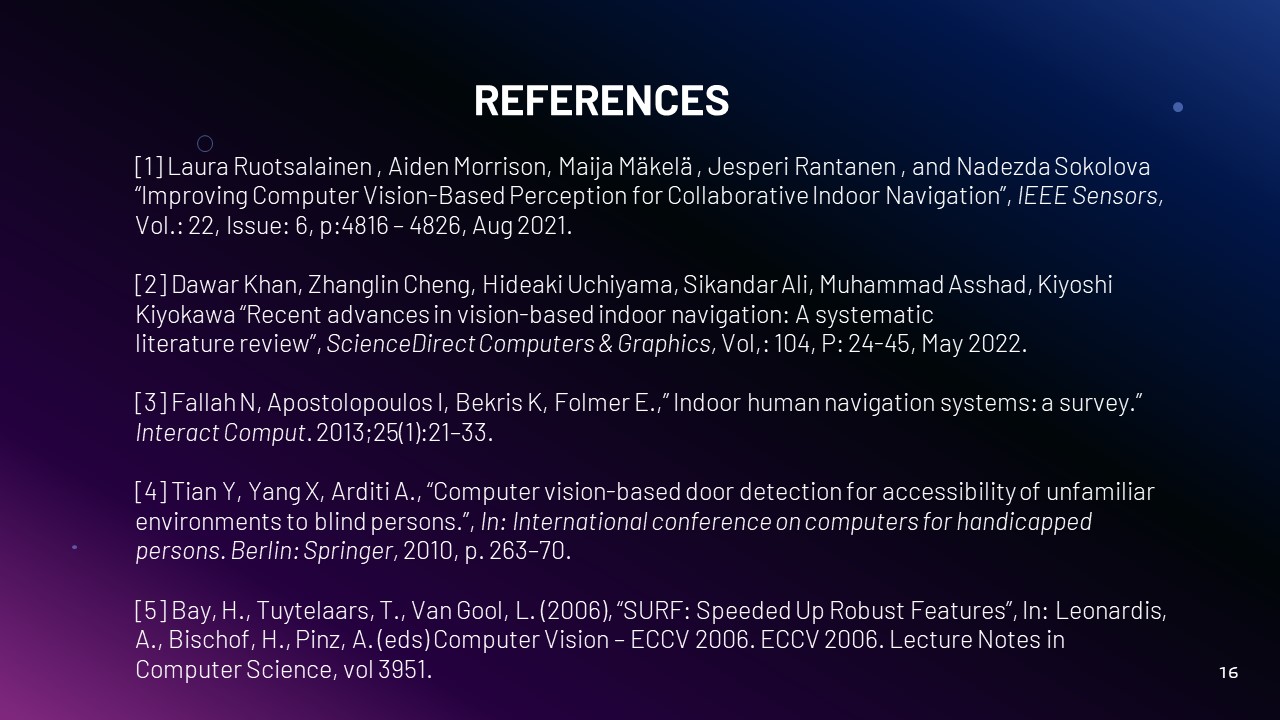 REFERENCES
[1] Laura Ruotsalainen , Aiden Morrison, Maija Mäkelä , Jesperi Rantanen , and Nadezda Sokolova
“Improving Computer Vision-Based Perception for Collaborative Indoor Navigation”, IEEE Sensors,
Vol.: 22, Issue: 6, p:4816 – 4826, Aug 2021.
[2] Dawar Khan, Zhanglin Cheng, Hideaki Uchiyama, Sikandar Ali, Muhammad Asshad, Kiyoshi
Kiyokawa “Recent advances in vision-based indoor navigation: A systematic
literature review”, ScienceDirect Computers & Graphics, Vol,: 104, P: 24-45, May 2022.
[3] Fallah N, Apostolopoulos I, Bekris K, Folmer E.,” Indoor human navigation systems: a survey.”
Interact Comput. 2013;25(1):21–33.
[4] Tian Y, Yang X, Arditi A., “Computer vision-based door detection for accessibility of unfamiliar
environments to blind persons.”, In: International conference on computers for handicapped
persons. Berlin: Springer, 2010, p. 263–70.
[5] Bay, H., Tuytelaars, T., Van Gool, L. (2006), “SURF: Speeded Up Robust Features”, In: Leonardis,
A., Bischof, H., Pinz, A. (eds) Computer Vision – ECCV 2006. ECCV 2006. Lecture Notes in
Computer Science, vol 3951.
16